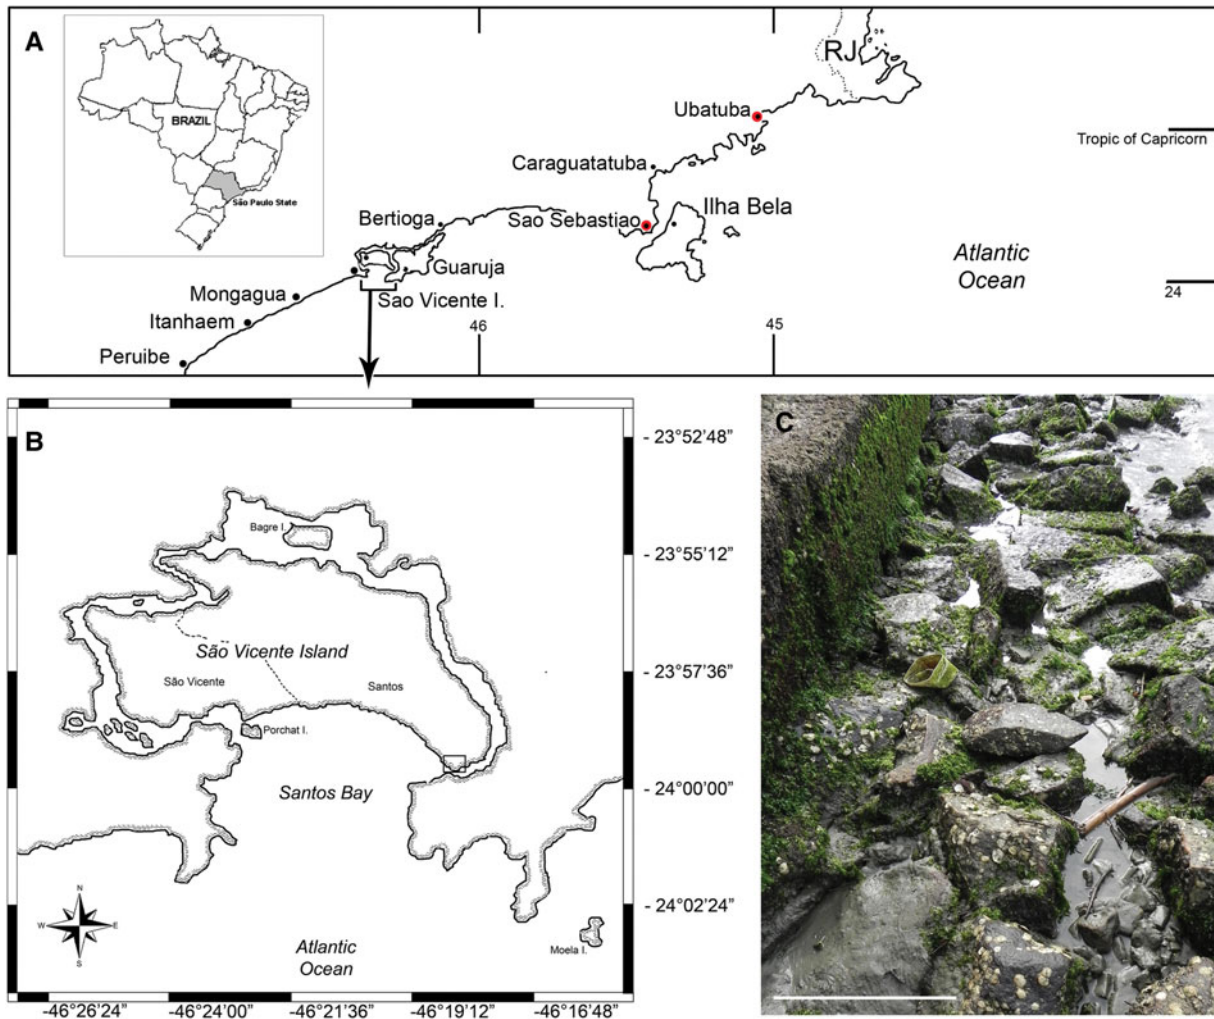 A
BRAZIL
São Paulo State
RJ
Ubatuba
Tropic of Capricorn
Caraguatatuba
Ilha Bela
Sao Sebastiao
Bertioga
Atlantic
Ocean
Guaruja
Mongagua
Sao Vicente I.
24
Itanhaem
46
45
Peruibe
B
- 23°52'48"
Bagre I.
- 23°55'12"
São Vicente Island
- 23°57'36"
São Vicente
Santos
Porchat I.
Santos Bay
- 24°00'00"
- 24°02'24"
N
W
E
S
Moela I.
Atlantic
Ocean
-46°26'24"
-46°24'00"
-46°21'36"
-46°19'12"
-46°16'48"
C